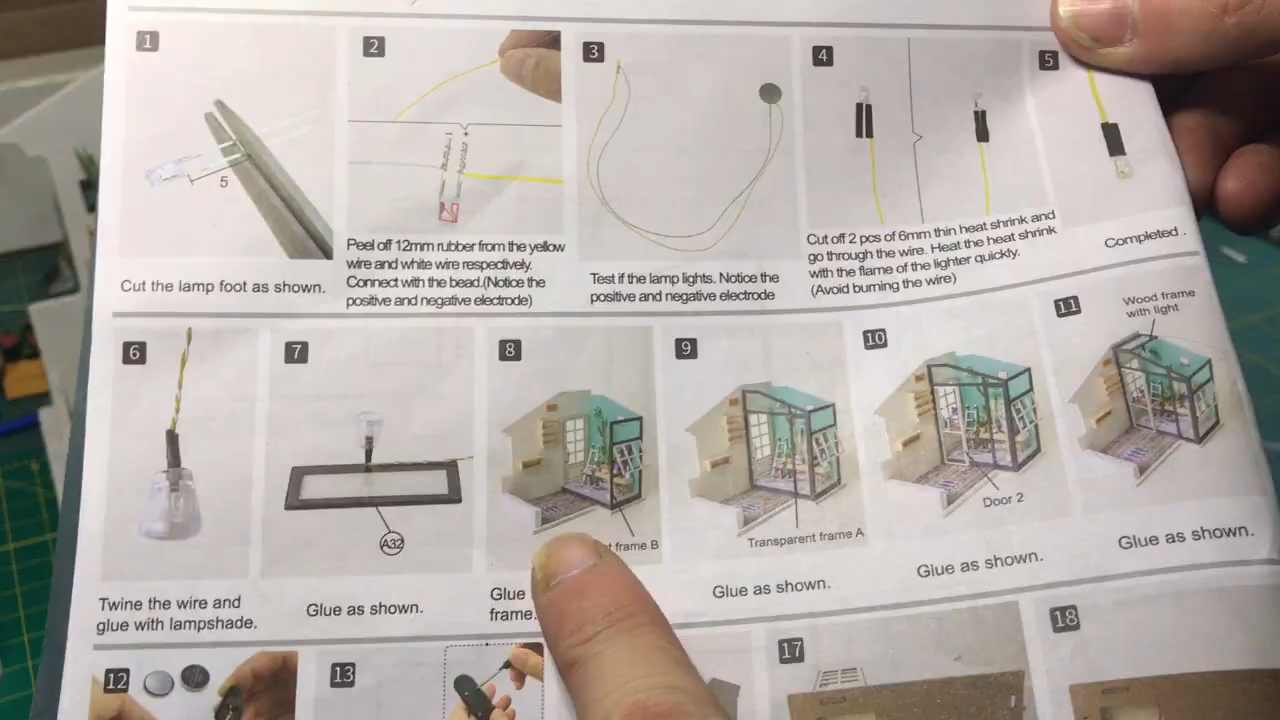 1
5
Cut the lamp foot as shown.
2
- +
Peel off 12mm rubber from the yellow
wire and white wire respectively.
Connect with the bead.(Notice the
positive and negative electrode)
3
Test if the lamp lights. Notice the
positive and negative electrode
4
Cut off 2 pcs of 6mm thin heat shrink and
go through the wire. Heat the heat shrink
with the flame of the lighter quickly.
(Avoid burning the wire)
5
Completed .
6
Twine the wire and
glue with lampshade.
7
A32
Glue as shown.
8
t frame B
Glue
frame.
9
Transparent frame A
Glue as shown.
10
Door 2
Glue as shown.
11
Wood frame
with light
Glue as shown.
12
13
17
18